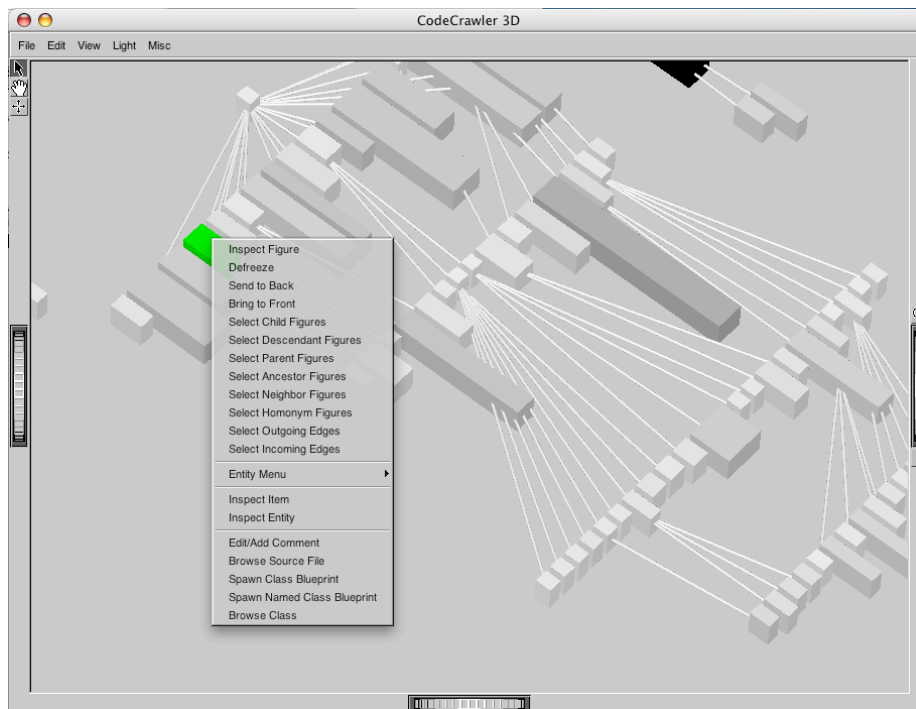 CodeCrawler 3D
File Edit View Light Misc
Inspect Figure
Defreeze
Send to Back
Bring to Front
Select Child Figures
Select Descendant Figures
Select Parent Figures
Select Ancestor Figures
Select Neighbor Figures
Select Homonym Figures
Select Outgoing Edges
Select Incoming Edges
Entity Menu
Inspect Item
Inspect Entity
Edit/Add Comment
Browse Source File
Spawn Class Blueprint
Spawn Named Class Blueprint
Browse Class